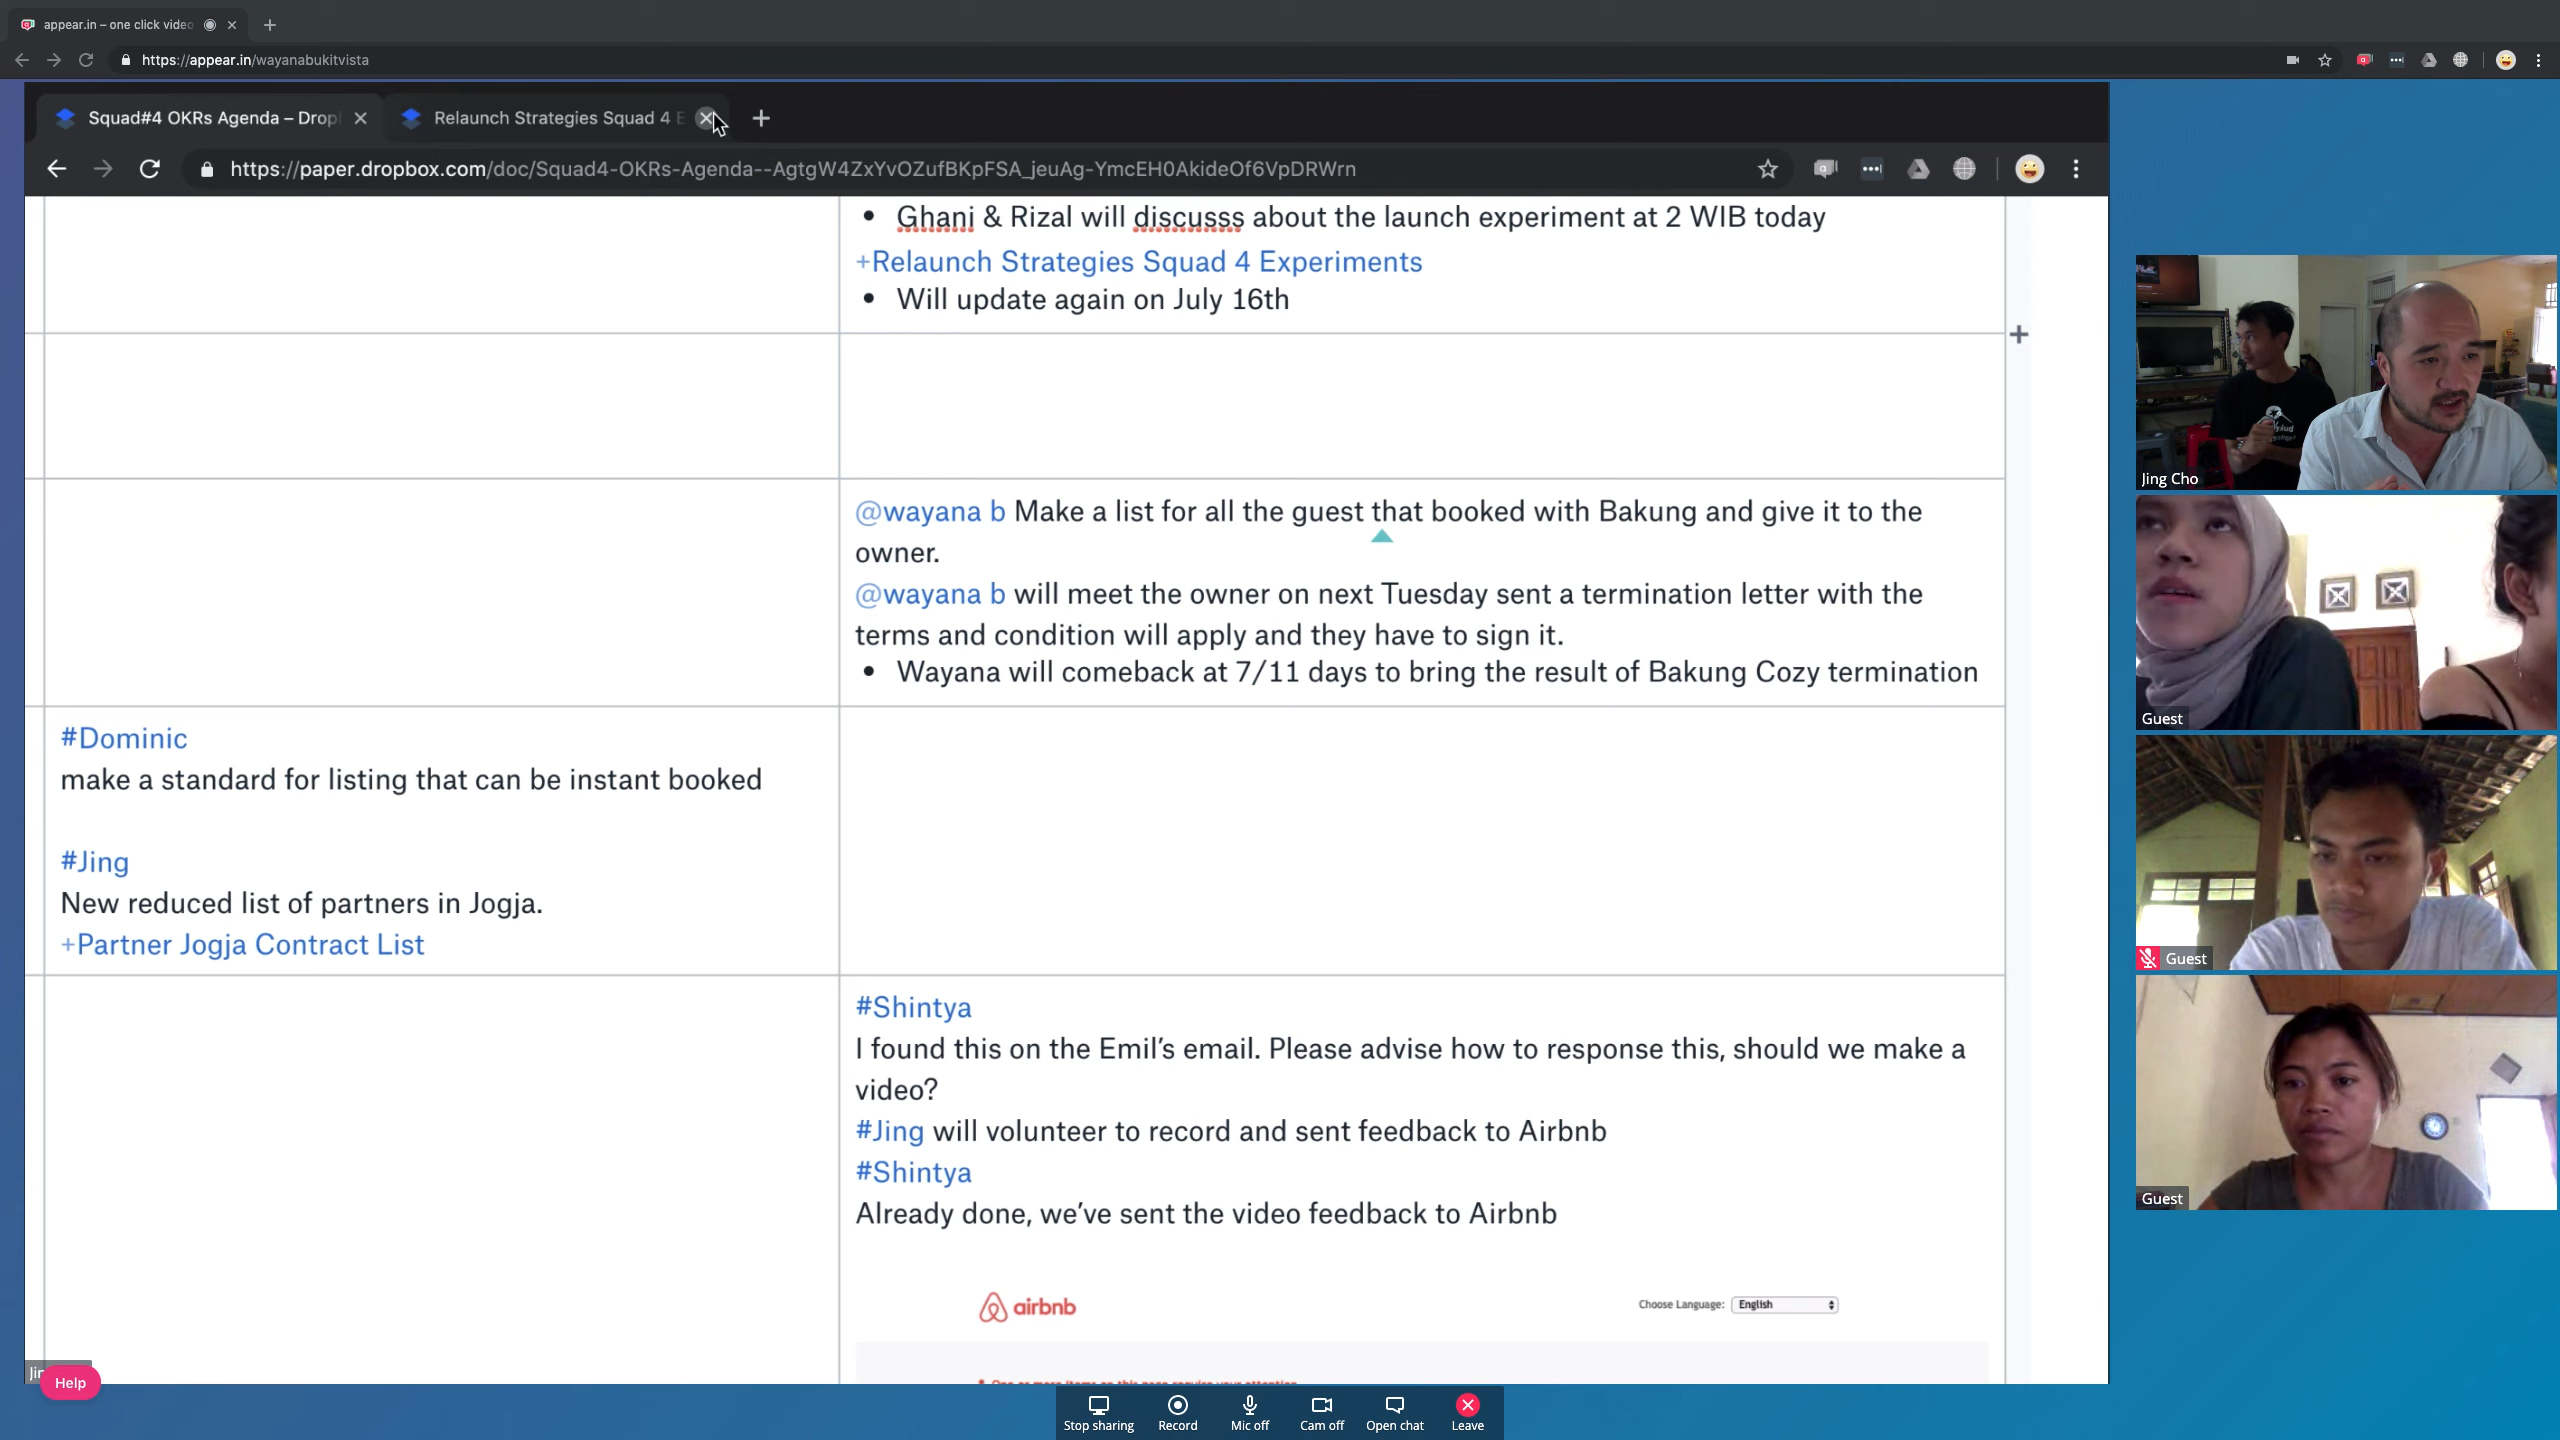 appear.in – one click video
https://appear.in/wayanabukitvista
Squad#4 OKRs Agenda – Drop
Relaunch Strategies Squad 4 E
https://paper.dropbox.com/doc/Squad4-OKRs-Agenda--AgtgW4ZxYvOZufBKpFSA_jeuAg-YmcEH0AkideOf6VpDRWrn
• Ghani & Rizal will discusss about the launch experiment at 2 WIB today
+Relaunch Strategies Squad 4 Experiments
• Will update again on July 16th
@wayana b Make a list for all the guest that booked with Bakung and give it to the
owner.
@wayana b will meet the owner on next Tuesday sent a termination letter with the
terms and condition will apply and they have to sign it.
• Wayana will comeback at 7/11 days to bring the result of Bakung Cozy termination
#Dominic
make a standard for listing that can be instant booked
#Jing
New reduced list of partners in Jogja.
+Partner Jogja Contract List
#Shintya
I found this on the Emil’s email. Please advise how to response this, should we make a
video?
#Jing will volunteer to record and sent feedback to Airbnb
#Shintya
Already done, we’ve sent the video feedback to Airbnb
airbnb
Choose Language: English
Jing Cho
Guest
Guest
Guest
Help
Stop sharing
Record
Mic off
Cam off
Open chat
Leave